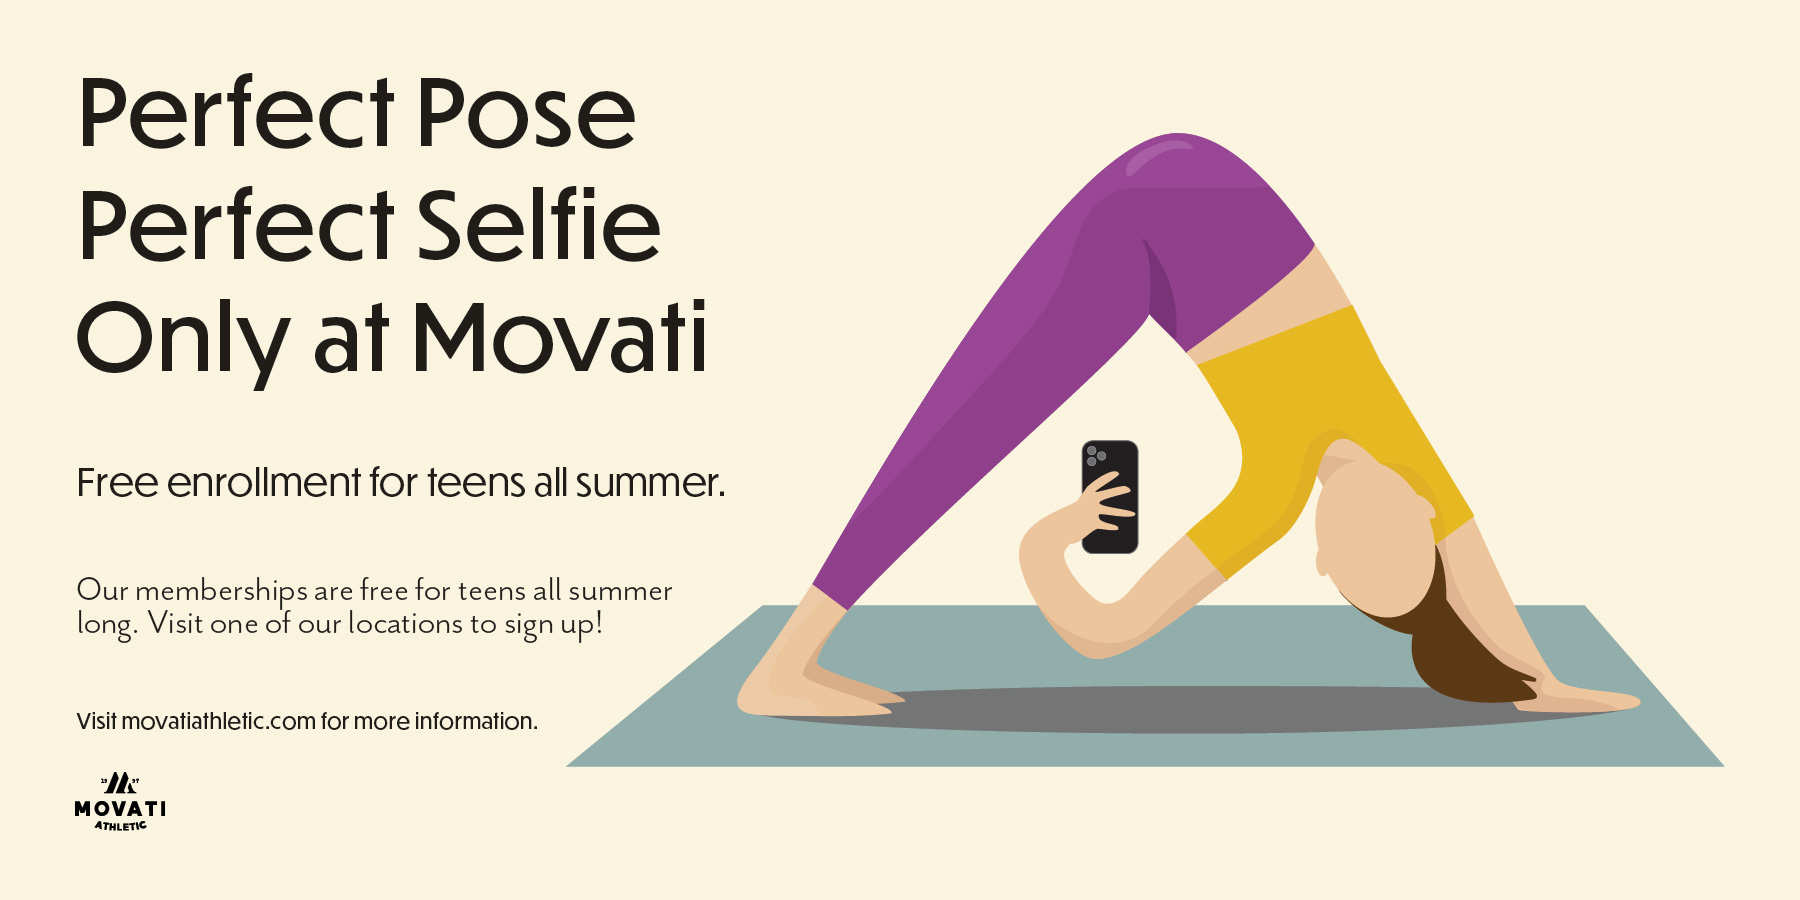 Perfect Pose
Perfect Selfie
Only at Movati
Free enrollment for teens all summer.
Our memberships are free for teens all summer
long. Visit one of our locations to sign up!
Visit movatiathletic.com for more information.
19 97
MOVATI
ATHLETIC